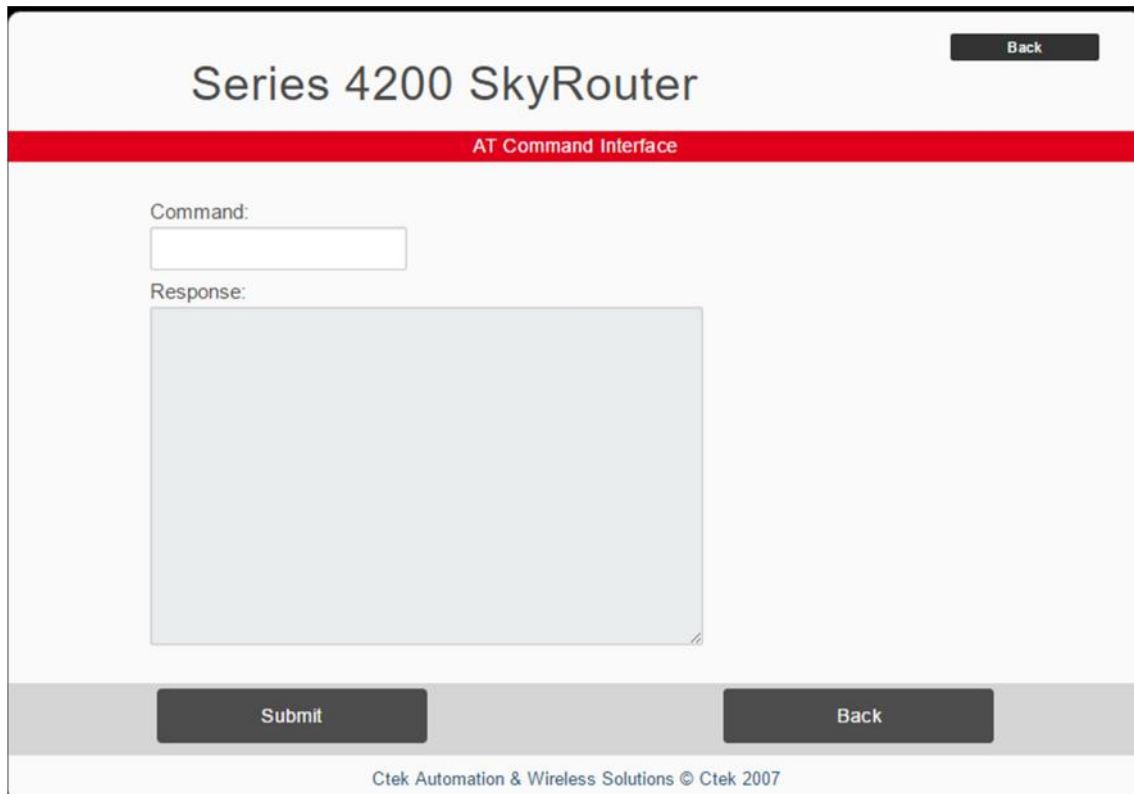 Back
Series 4200 SkyRouter
AT Command Interface
Command:
Response:
Submit
Back
Ctek Automation & Wireless Solutions © Ctek 2007